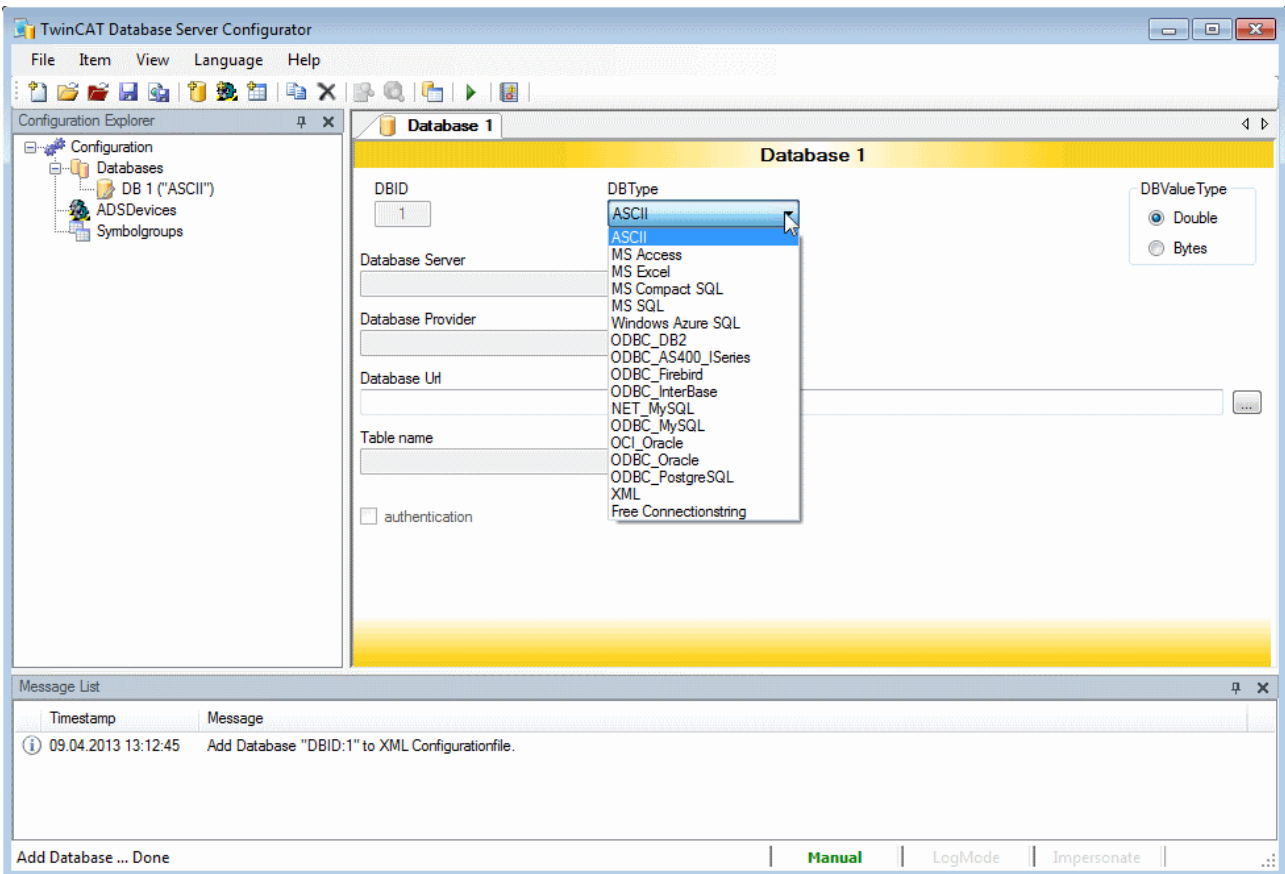 TwinCAT Database Server Configurator
File Item View Language Help
Configuration Explorer
Configuration
Databases
DB 1 ("ASCII")
ADSDevices
Symbolgroups
Database 1
Database 1
DBID
1
DBType
ASCII
ASCII
MS Access
MS Excel
MS Compact SQL
MS SQL
Windows Azure SQL
ODBC_DB2
ODBC_AS400_ISeries
ODBC_Firebird
ODBC_InterBase
NET_MySQL
ODBC_MySQL
OCI_Oracle
ODBC_Oracle
ODBC_PostgreSQL
XML
Free Connectionstring
DBValueType
Double
Bytes
Database Server
Database Provider
Database Url
...
Table name
authentication
Message List
Timestamp Message
09.04.2013 13:12:45 Add Database "DBID:1" to XML Configurationfile.
Add Database ... Done
Manual LogMode Impersonate